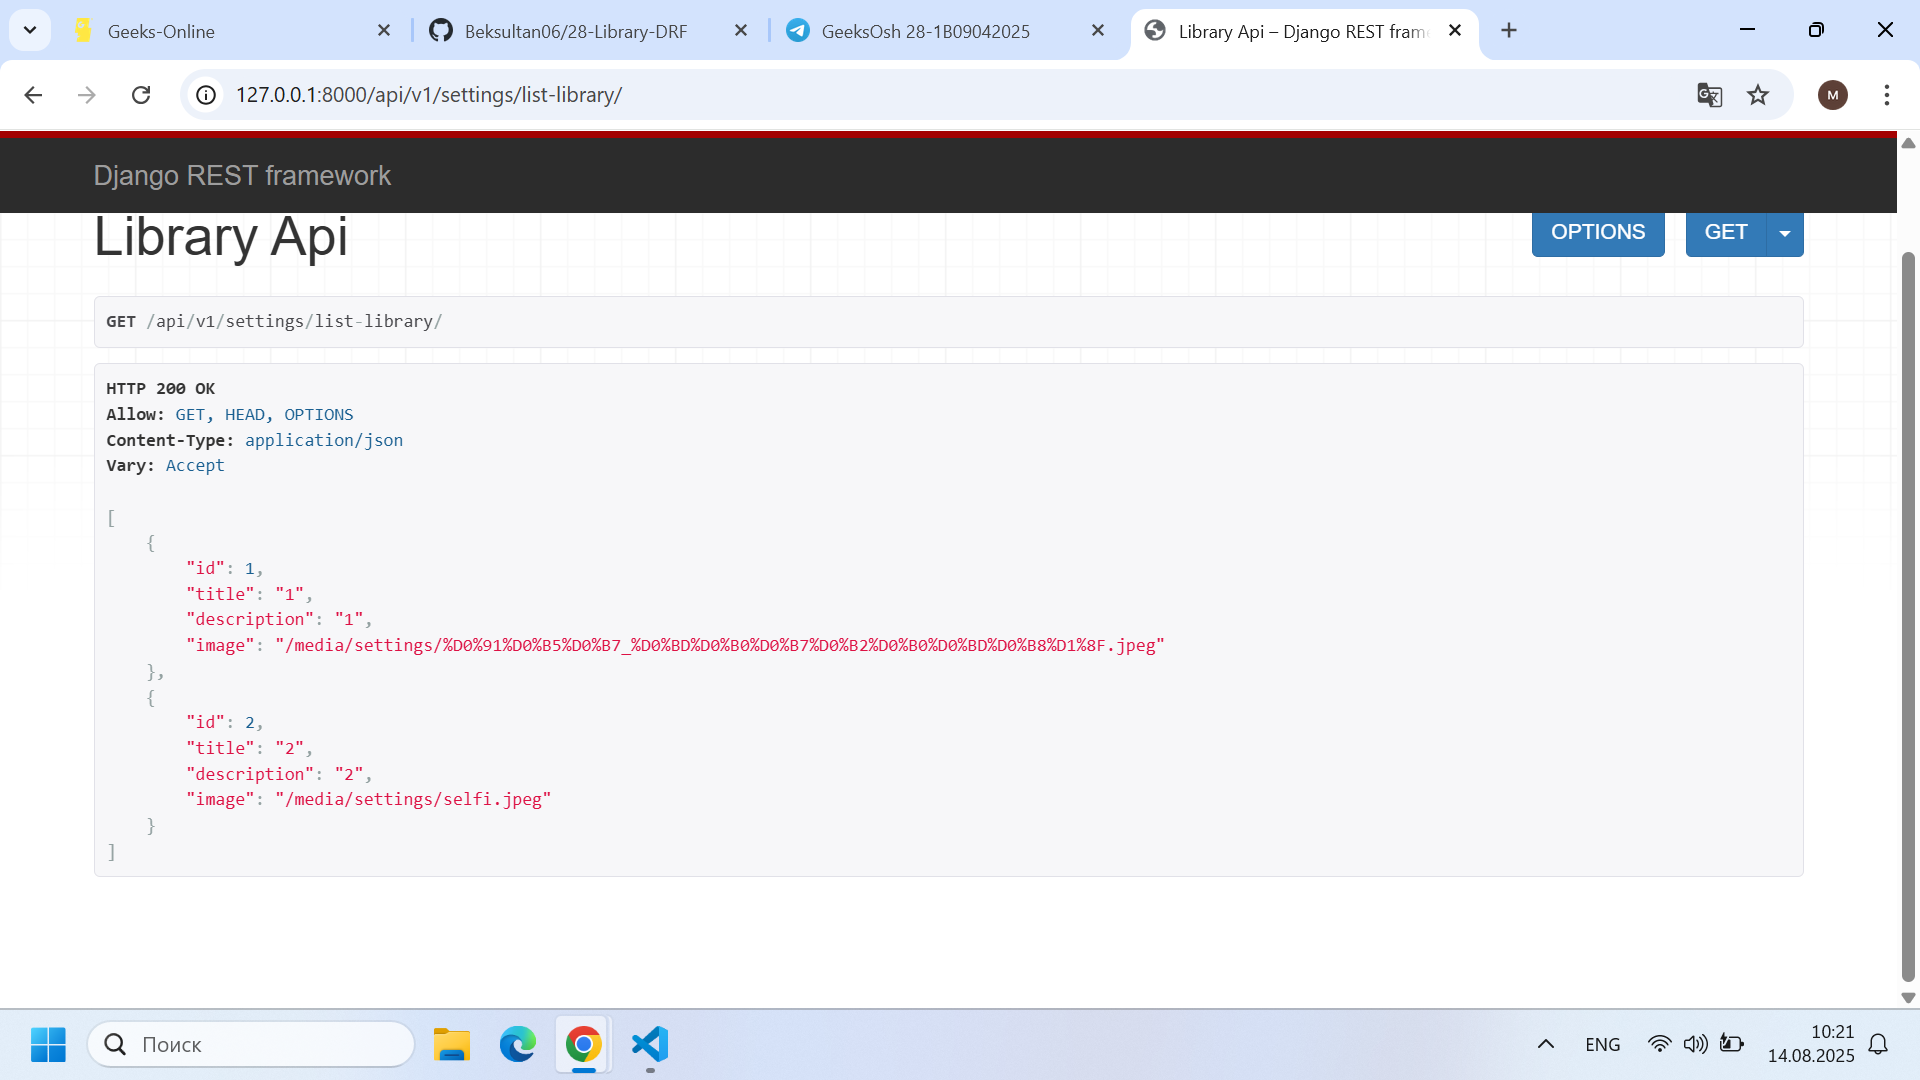 Geeks-Online
Beksultan06/28-Library-DRF
GeeksOsh 28-1B09042025
Library Api – Django REST fram
127.0.0.1:8000/api/v1/settings/list-library/
M
Django REST framework
Library Api
OPTIONS
GET
GET /api/v1/settings/list-library/
HTTP 200 OK
Allow: GET, HEAD, OPTIONS
Content-Type: application/json
Vary: Accept
[
    {
        "id": 1,
        "title": "1",
        "description": "1",
        "image": "/media/settings/%D0%91%D0%B5%D0%B7_%D0%BD%D0%B0%D0%B7%D0%B2%D0%B0%D0%BD%D0%B8%D1%8F.jpeg"
    },
    {
        "id": 2,
        "title": "2",
        "description": "2",
        "image": "/media/settings/selfi.jpeg"
    }
]
Поиск
ENG
10:21
14.08.2025